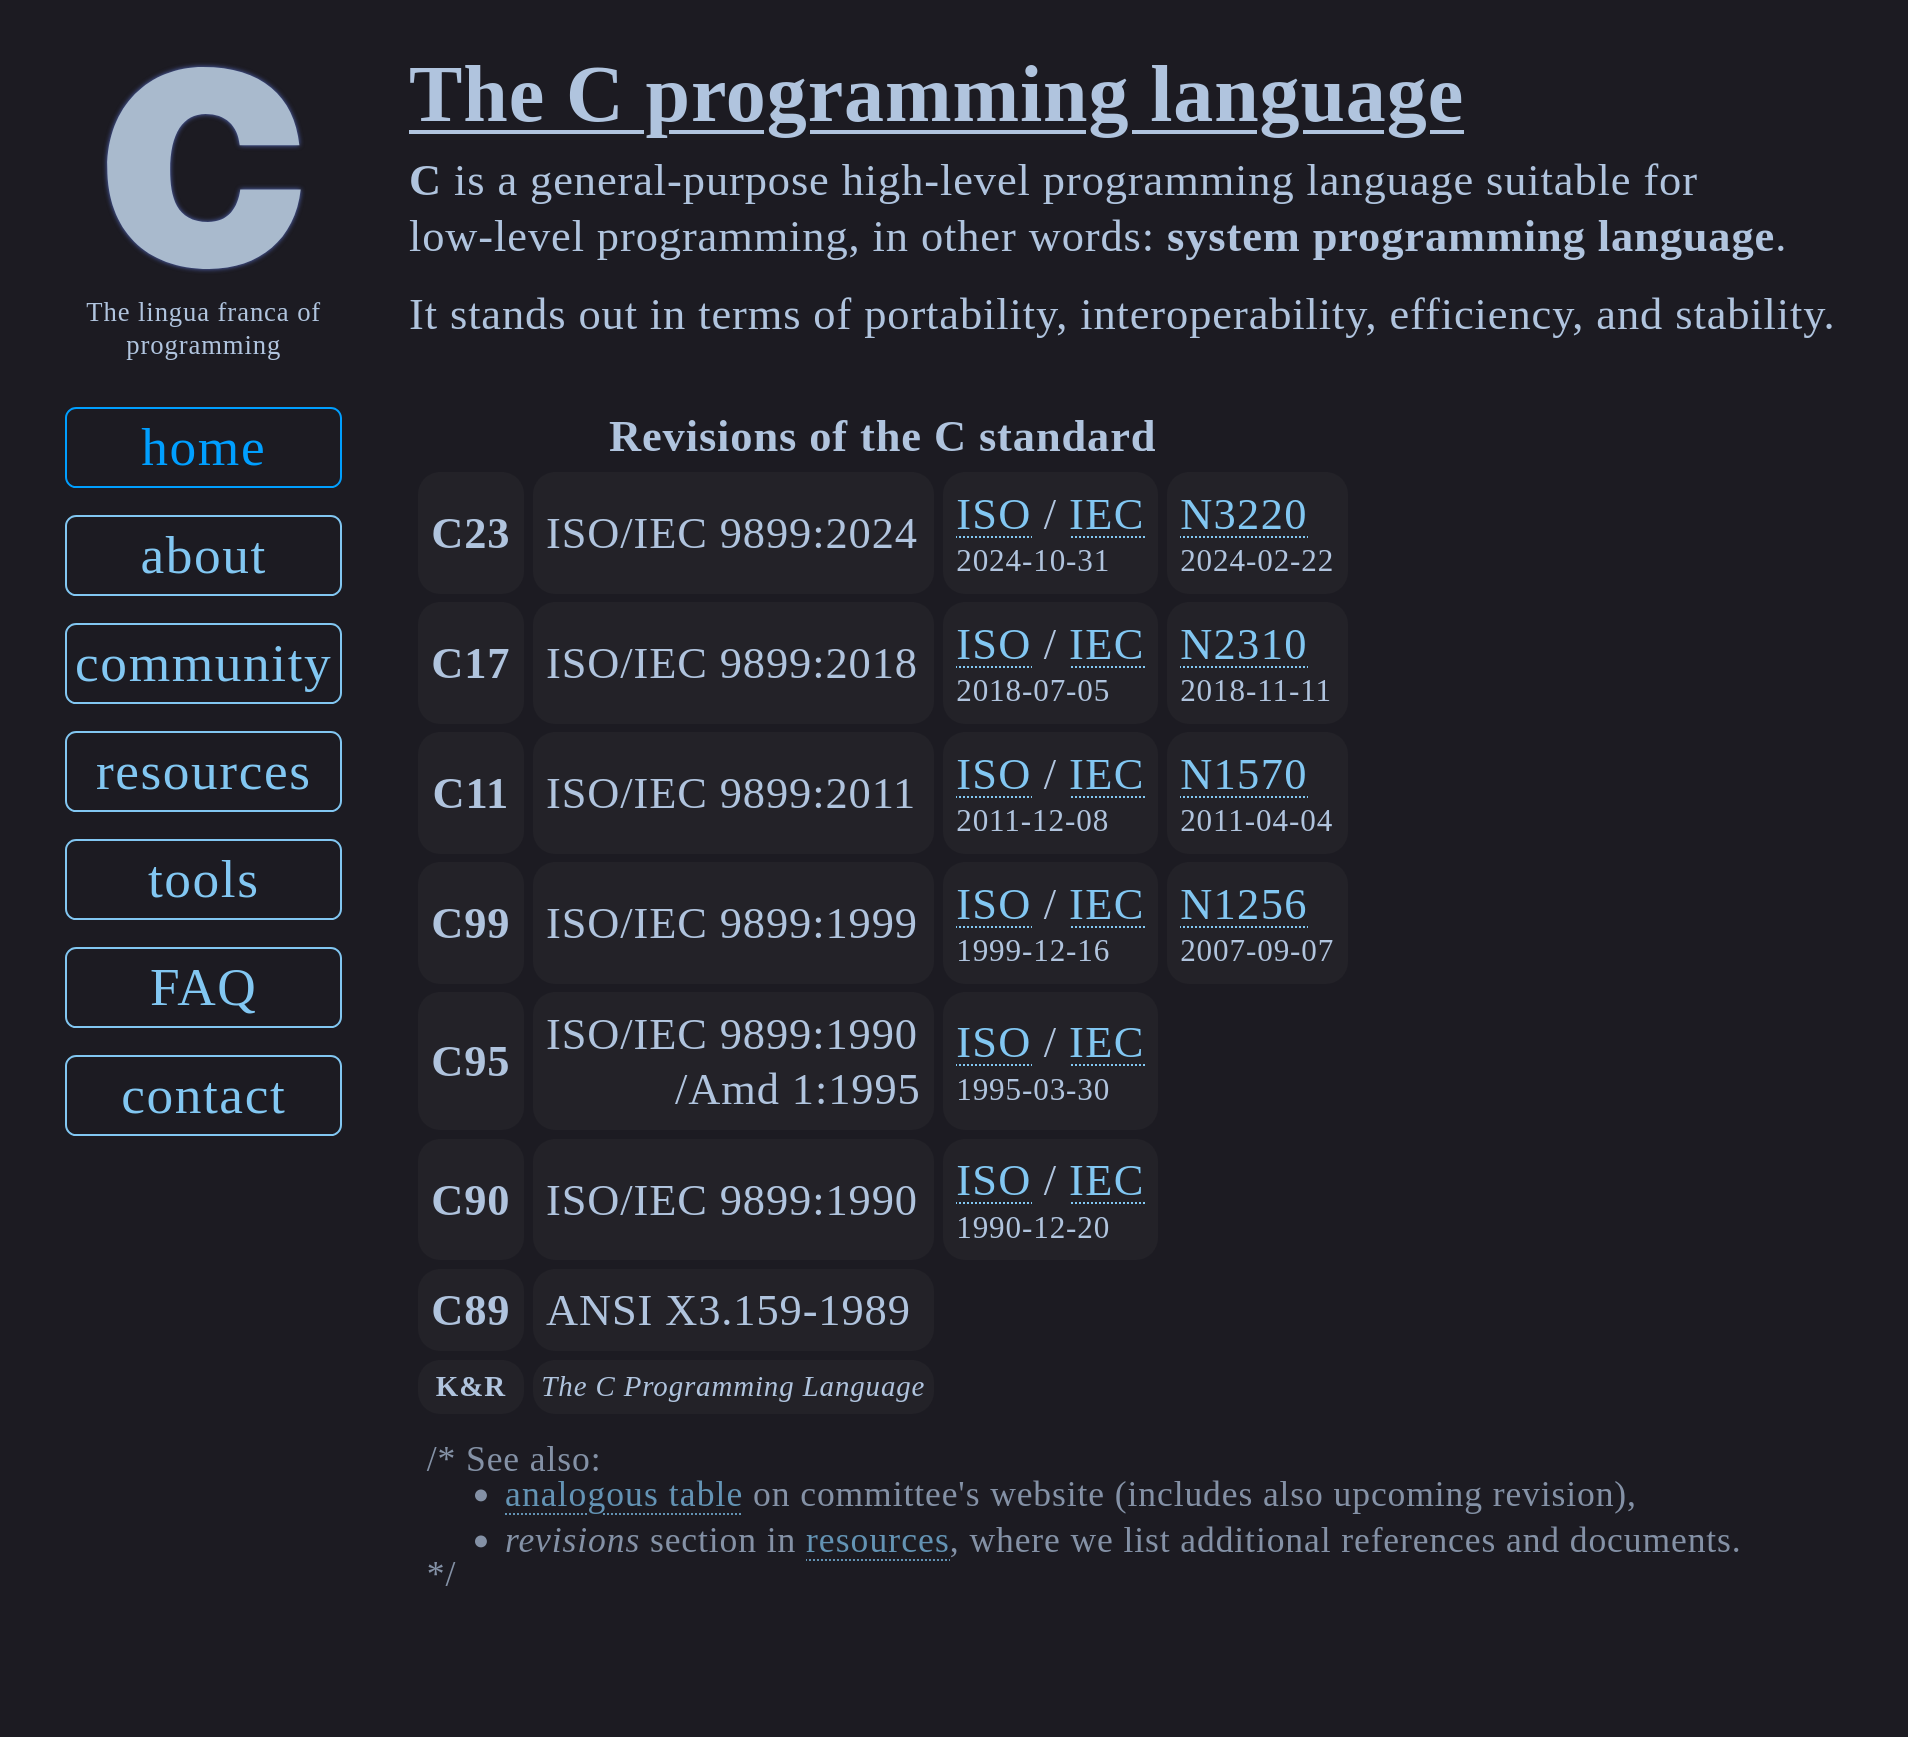 C
The lingua franca of
programming
home
about
community
resources
tools
FAQ
contact
The C programming language
C is a general-purpose high-level programming language suitable for
low-level programming, in other words: system programming language.
It stands out in terms of portability, interoperability, efficiency, and stability.
Revisions of the C standard
C23 ISO/IEC 9899:2024 ISO / IEC 2024-10-31 N3220 2024-02-22
C17 ISO/IEC 9899:2018 ISO / IEC 2018-07-05 N2310 2018-11-11
C11 ISO/IEC 9899:2011 ISO / IEC 2011-12-08 N1570 2011-04-04
C99 ISO/IEC 9899:1999 ISO / IEC 1999-12-16 N1256 2007-09-07
C95 ISO/IEC 9899:1990 /Amd 1:1995 ISO / IEC 1995-03-30
C90 ISO/IEC 9899:1990 ISO / IEC 1990-12-20
C89 ANSI X3.159-1989
K&R The C Programming Language
/* See also:
• analogous table on committee's website (includes also upcoming revision),
• revisions section in resources, where we list additional references and documents.
*/